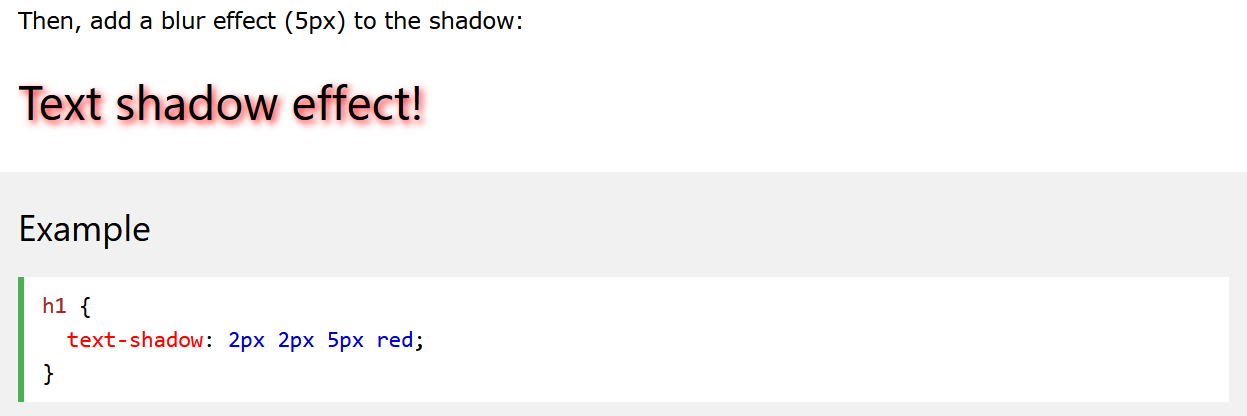 Then, add a blur effect (5px) to the shadow:
Text shadow effect!
Example
h1 {
  text-shadow: 2px 2px 5px red;
}